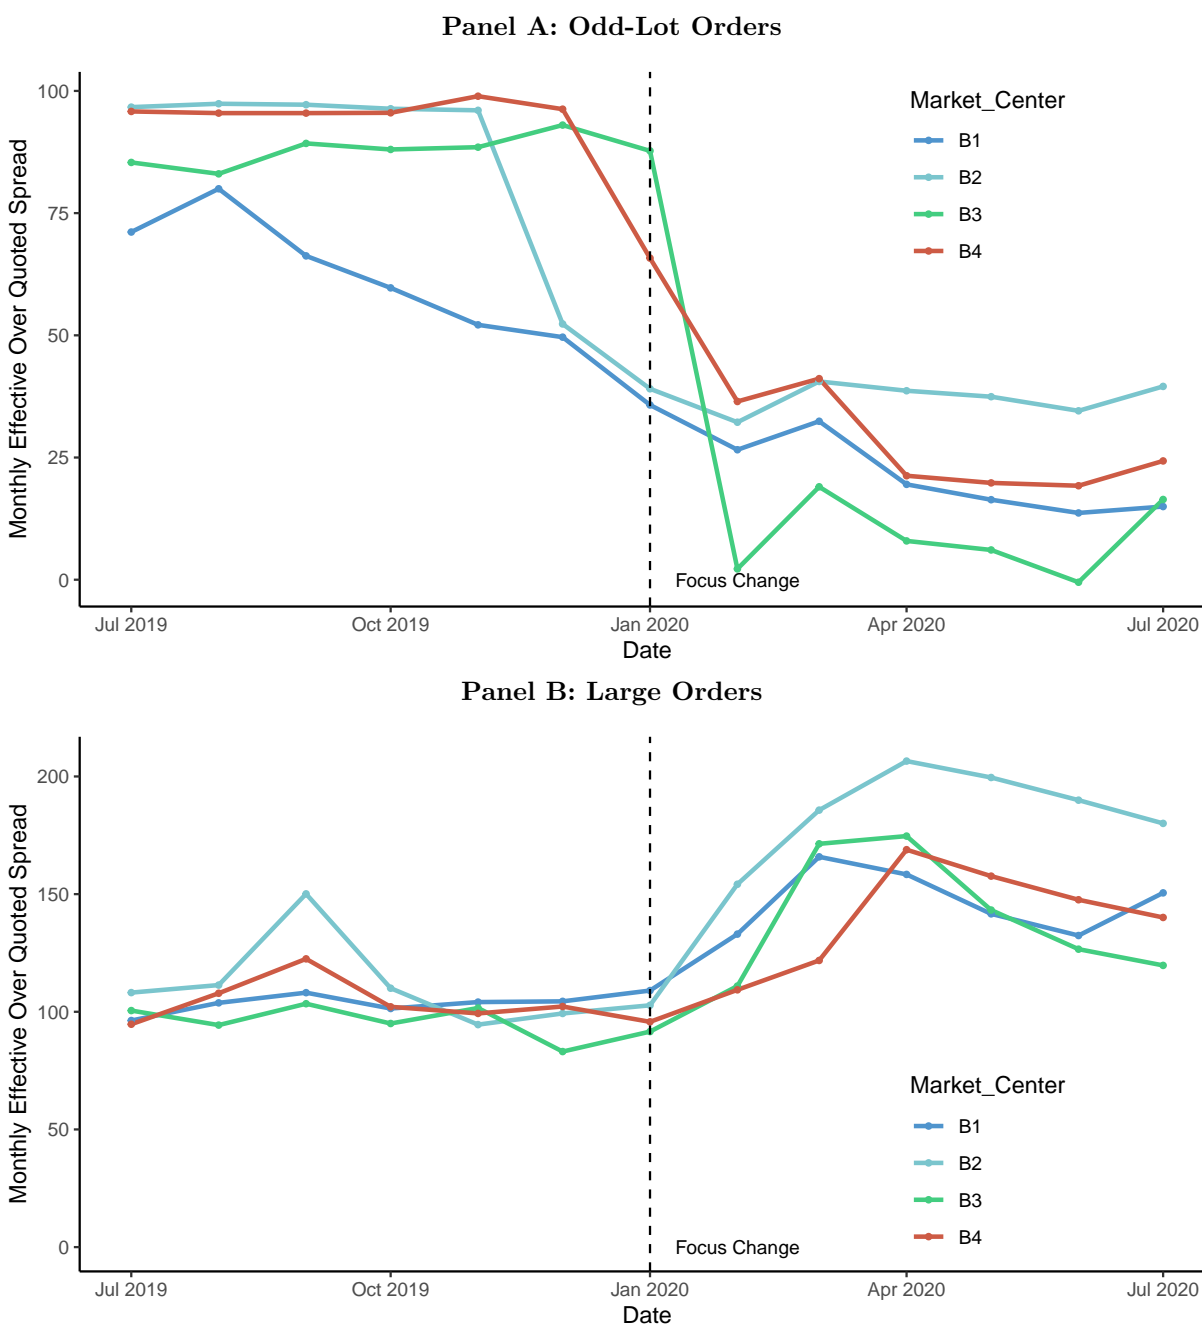 Panel A: Odd-Lot Orders
Monthly Effective Over Quoted Spread
100
75
50
25
0
Market_Center
B1
B2
B3
B4
Focus Change
Jul 2019
Oct 2019
Jan 2020
Apr 2020
Jul 2020
Date
Panel B: Large Orders
Monthly Effective Over Quoted Spread
200
150
100
50
0
Market_Center
B1
B2
B3
B4
Focus Change
Jul 2019
Oct 2019
Jan 2020
Apr 2020
Jul 2020
Date